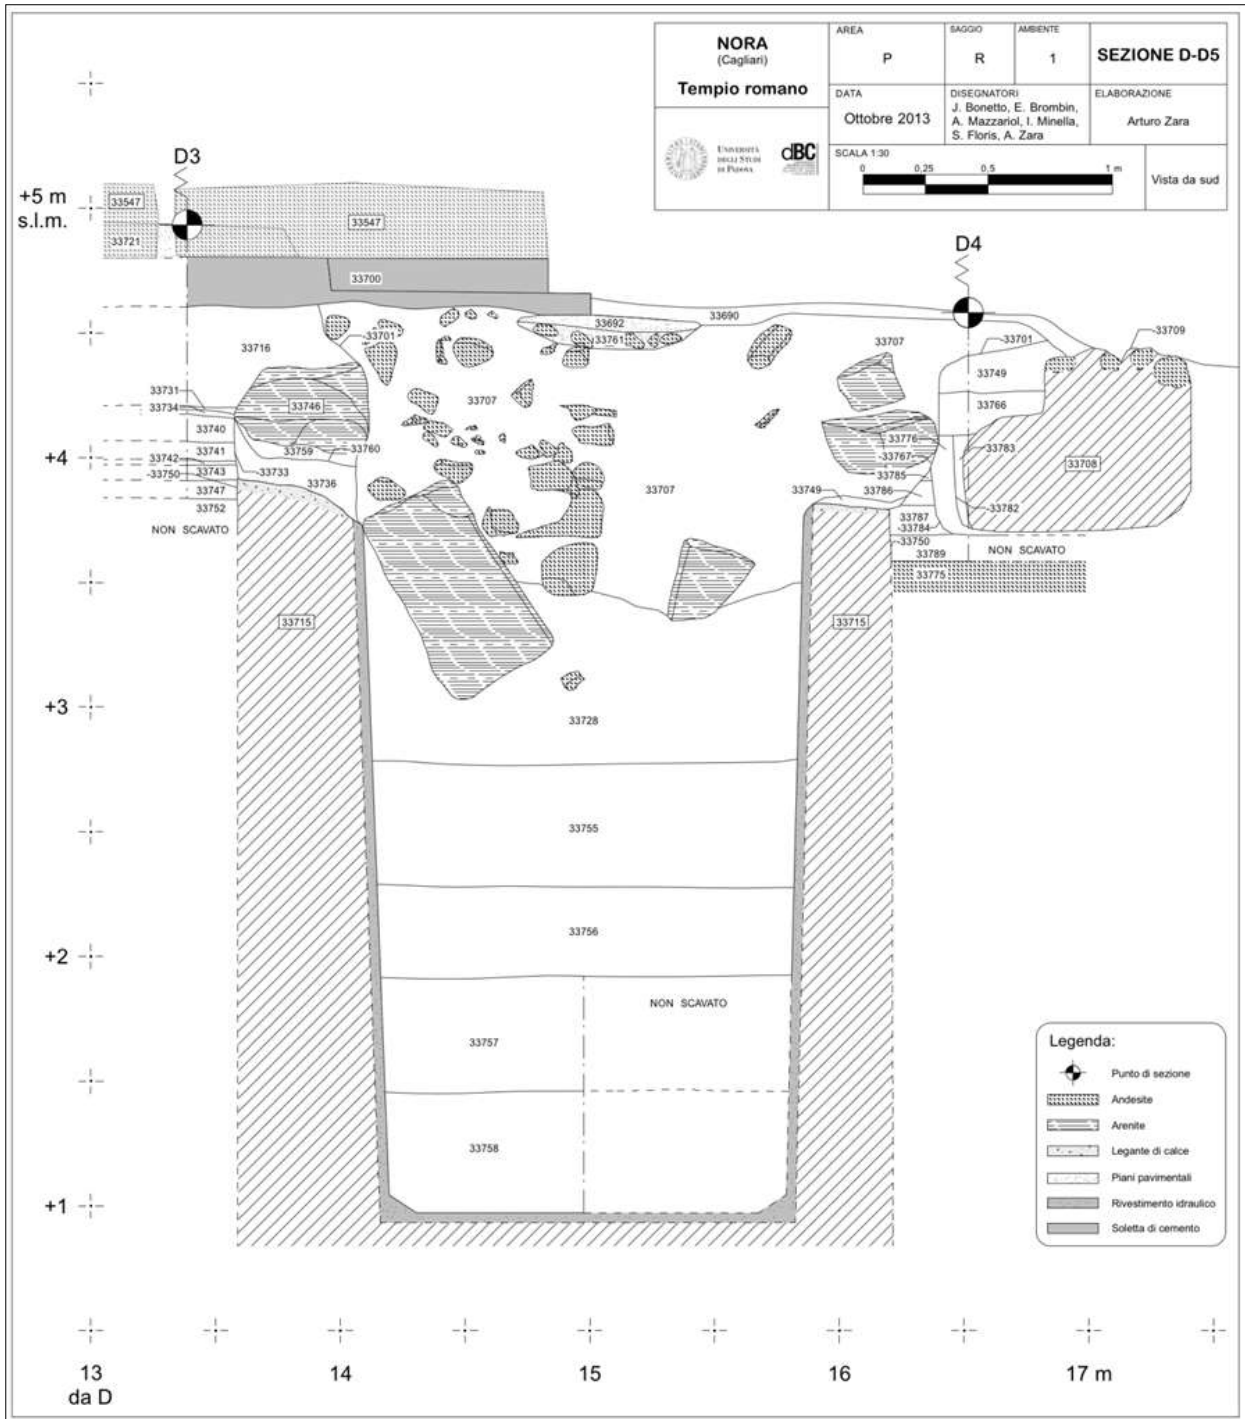 NORA
(Cagliari)
Tempio romano
AREA
P
SAGGIO
R
AMBIENTE
1
SEZIONE D-D5
DATA
Ottobre 2013
DISEGNATORI
J. Bonetto, E. Brombin,
A. Mazzariol, I. Minella,
S. Floris, A. Zara
ELABORAZIONE
Arturo Zara
UNIVERSITÀ
DEGLI STUDI
DI PADOVA
dBC
SCALA 1:30
0 0,25 0,5 1 m
Vista da sud
D3
+5 m
s.l.m.
33547
33547
33721
33700
D4
33690
33692
33761
-33701
33716
33707
-33701
-33709
33749
33731
33734
33746
33707
33766
33740
33776
33741
33759
-33760
-33783
+4
33742
-33767-
33708
33743
-33733
33785
-33750
33736
33747
33707
33749
33786
33752
-33782
NON SCAVATO
33787
-33784
-33750
NON SCAVATO
33789
33775
33715
33715
+3
33728
33755
+2
33756
NON SCAVATO
33757
33758
+1
Legenda:
Punto di sezione
Andesite
Arenite
Legante di calce
Piani pavimentali
Rivestimento idraulico
Soletta di cemento
13 14 15 16 17 m
da D